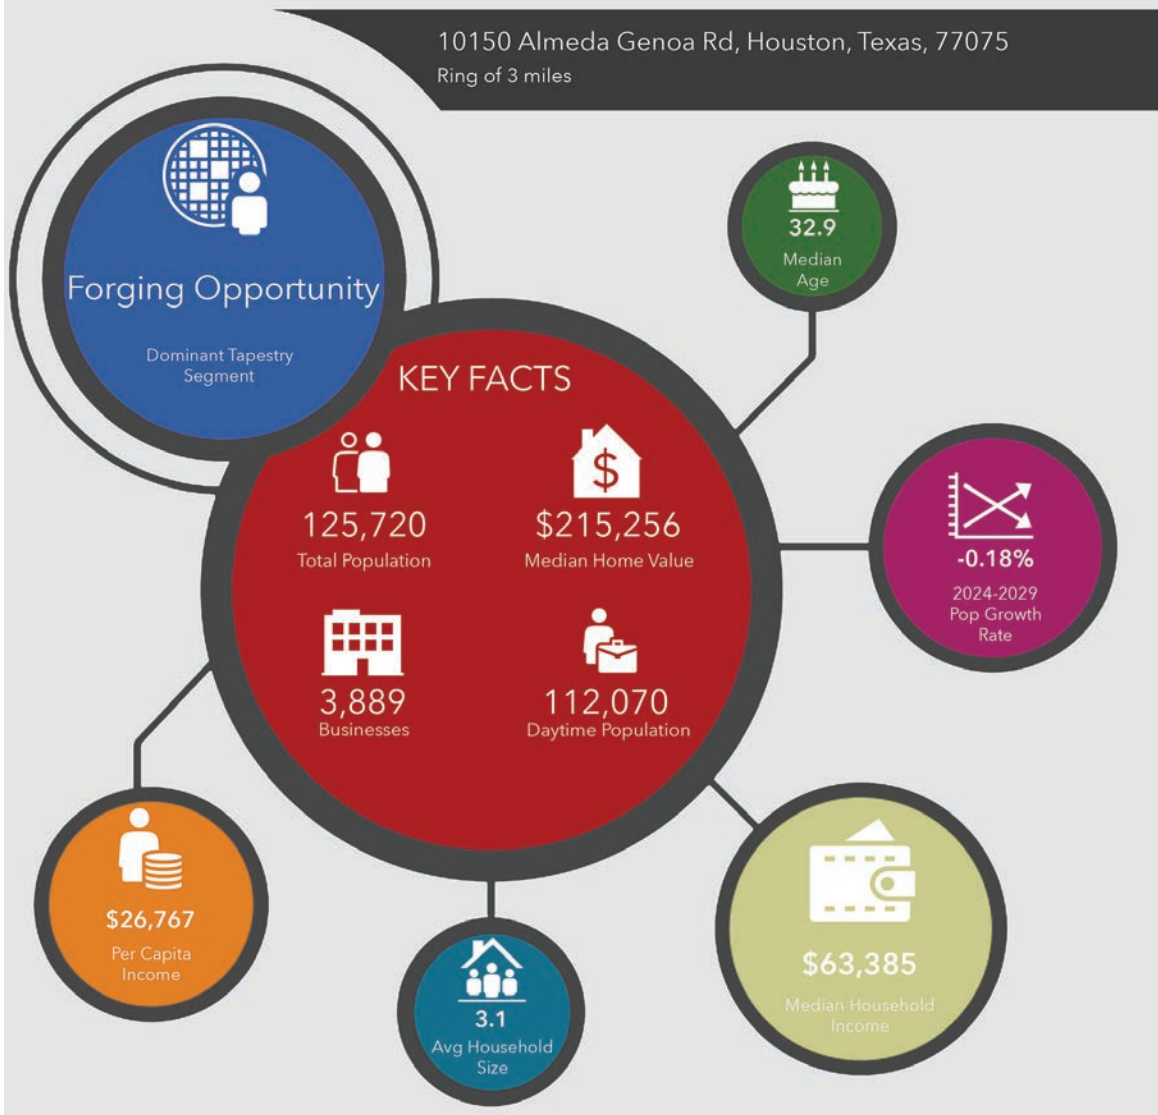 10150 Almeda Genoa Rd, Houston, Texas, 77075
Ring of 3 miles
Forging Opportunity
Dominant Tapestry
Segment
KEY FACTS
125,720
Total Population
$215,256
Median Home Value
3,889
Businesses
112,070
Daytime Population
32.9
Median
Age
-0.18%
2024-2029
Pop Growth
Rate
$26,767
Per Capita
Income
3.1
Avg Household
Size
$63,385
Median Household
Income